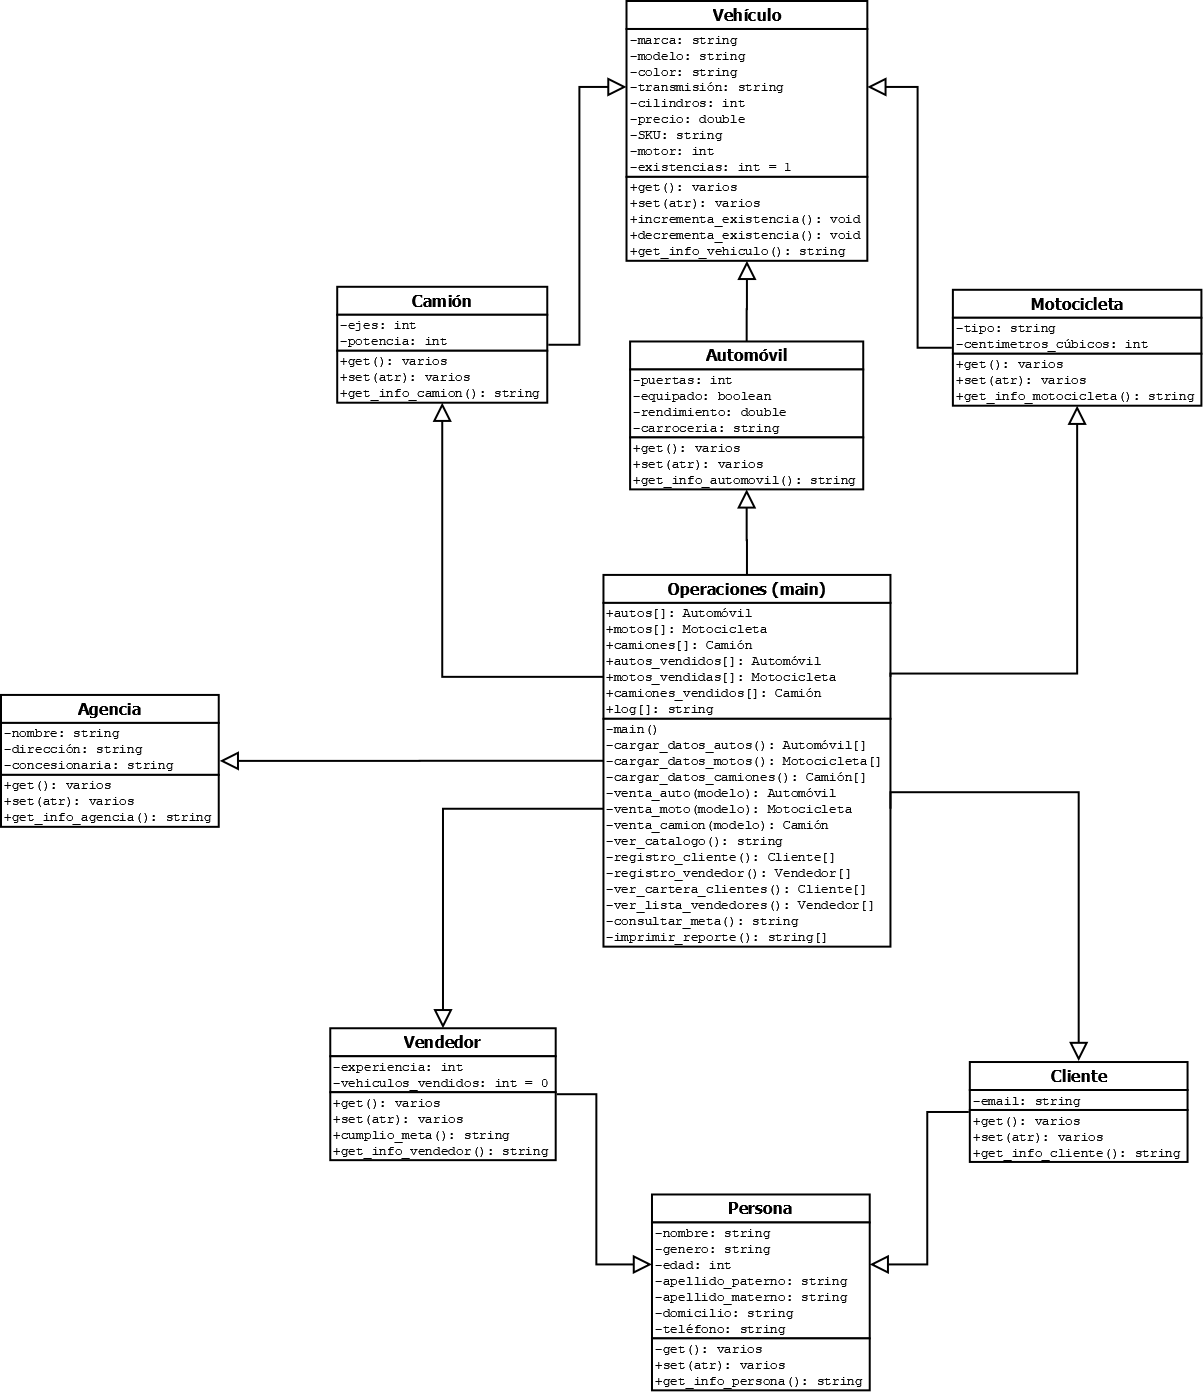 Vehículo
-marca: string
-modelo: string
-color: string
-transmisión: string
-cilindros: int
-precio: double
-SKU: string
-motor: int
-existencias: int = 1
+get(): varios
+set(atr): varios
+incrementa_existencia(): void
+decrementa_existencia(): void
+get_info_vehiculo(): string
Camión
-ejes: int
-potencia: int
+get(): varios
+set(atr): varios
+get_info_camion(): string
Automóvil
-puertas: int
-equipado: boolean
-rendimiento: double
-carroceria: string
+get(): varios
+set(atr): varios
+get_info_automovil(): string
Motocicleta
-tipo: string
-centimetros_cúbicos: int
+get(): varios
+set(atr): varios
+get_info_motocicleta(): string
Operaciones (main)
+autos[]: Automóvil
+motos[]: Motocicleta
+camiones[]: Camión
+autos_vendidos[]: Automóvil
+motos_vendidas[]: Motocicleta
+camiones_vendidos[]: Camión
+log[]: string
-main()
-cargar_datos_autos(): Automóvil[]
-cargar_datos_motos(): Motocicleta[]
-cargar_datos_camiones(): Camión[]
-venta_auto(modelo): Automóvil
-venta_moto(modelo): Motocicleta
-venta_camion(modelo): Camión
-ver_catalogo(): string
-registro_cliente(): Cliente[]
-registro_vendedor(): Vendedor[]
-ver_cartera_clientes(): Cliente[]
-ver_lista_vendedores(): Vendedor[]
-consultar_meta(): string
-imprimir_reporte(): string[]
Agencia
-nombre: string
-dirección: string
-concesionaria: string
+get(): varios
+set(atr): varios
+get_info_agencia(): string
Vendedor
-experiencia: int
-vehiculos_vendidos: int = 0
+get(): varios
+set(atr): varios
+cumplio_meta(): string
+get_info_vendedor(): string
Cliente
-email: string
+get(): varios
+set(atr): varios
+get_info_cliente(): string
Persona
-nombre: string
-genero: string
-edad: int
-apellido_paterno: string
-apellido_materno: string
-domicilio: string
-teléfono: string
-get(): varios
+set(atr): varios
+get_info_persona(): string